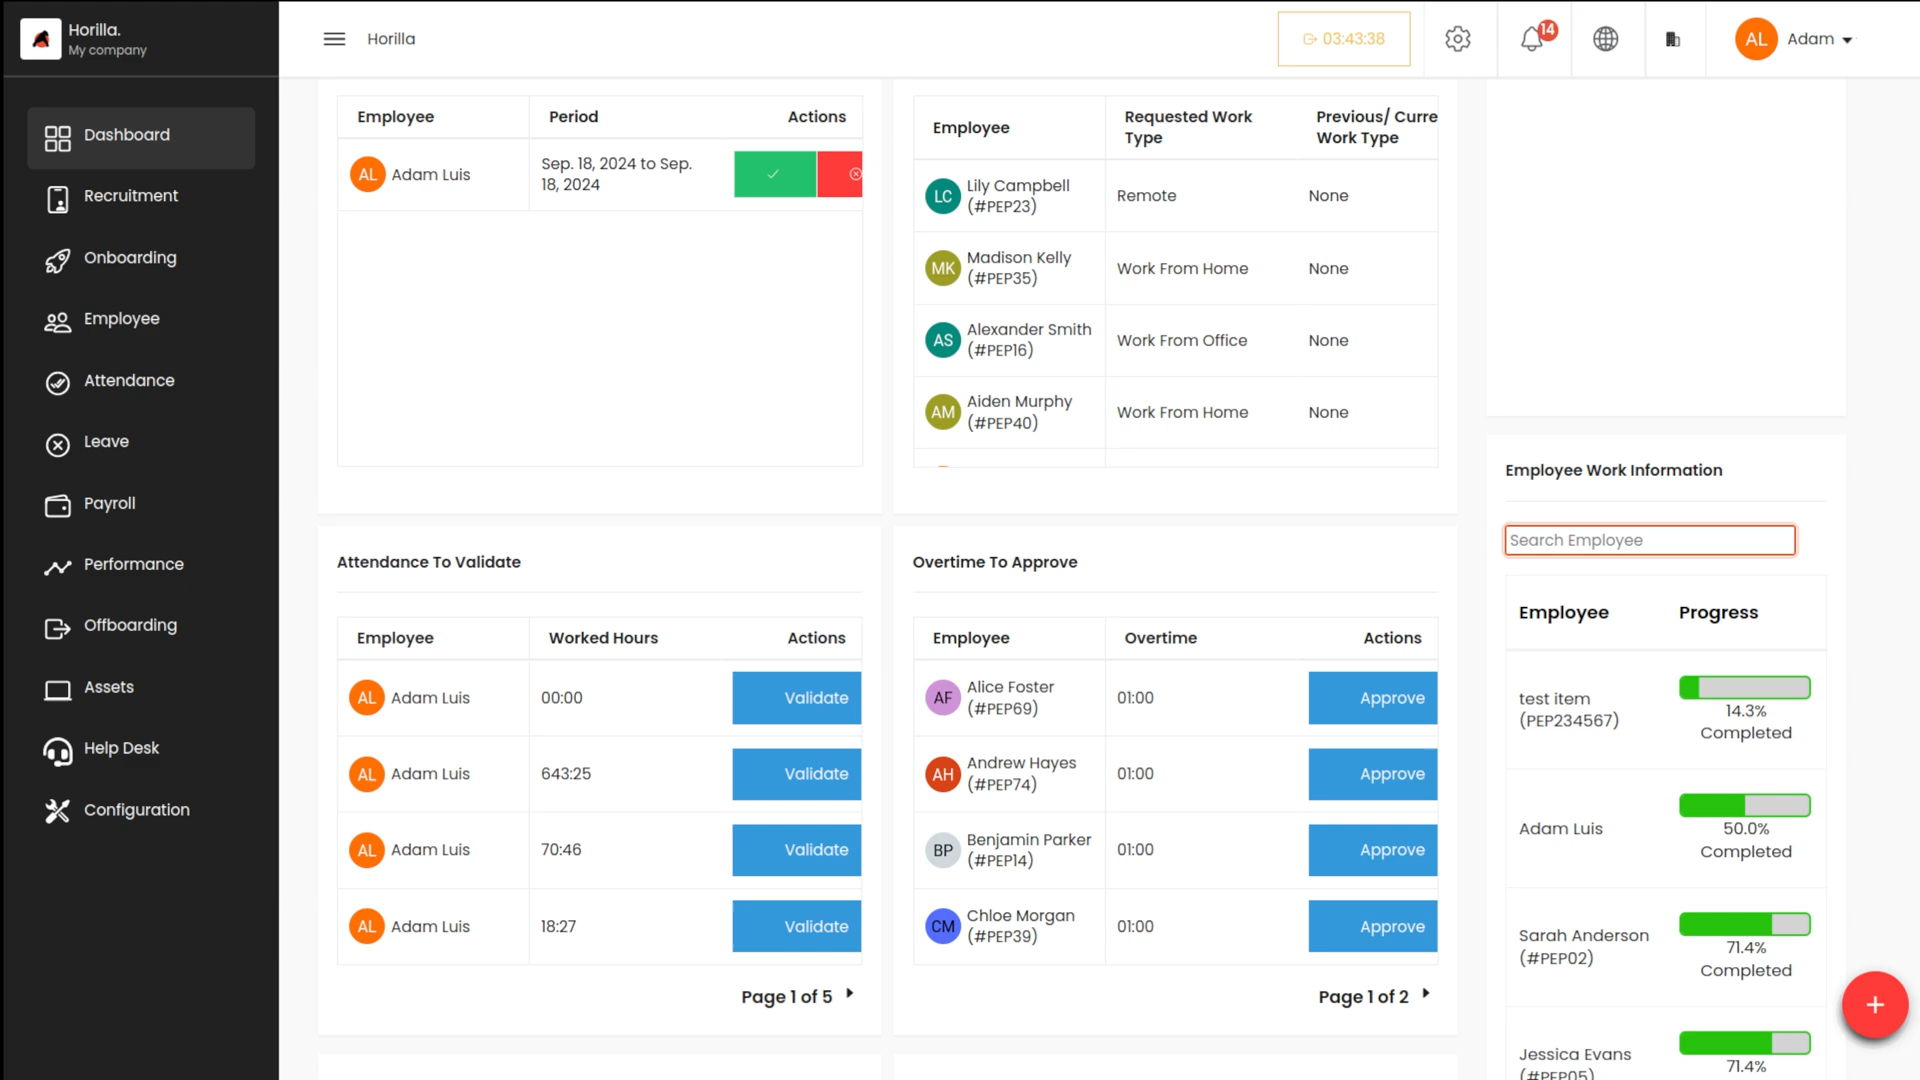 Horilla.
My company
Horilla
03:43:38
14
AL
Adam
Dashboard
Recruitment
Onboarding
Employee
Attendance
Leave
Payroll
Performance
Offboarding
Assets
Help Desk
Configuration
Employee
Period
Actions
AL
Adam Luis
Sep. 18, 2024 to Sep.
18, 2024
Employee
Requested Work
Type
Previous/ Curre
Work Type
LC
Lily Campbell
(#PEP23)
Remote
None
MK
Madison Kelly
(#PEP35)
Work From Home
None
AS
Alexander Smith
(#PEP16)
Work From Office
None
AM
Aiden Murphy
(#PEP40)
Work From Home
None
Attendance To Validate
Employee
Worked Hours
Actions
AL
Adam Luis
00:00
Validate
AL
Adam Luis
643:25
Validate
AL
Adam Luis
70:46
Validate
AL
Adam Luis
18:27
Validate
Page 1 of 5
Overtime To Approve
Employee
Overtime
Actions
AF
Alice Foster
(#PEP69)
01:00
Approve
AH
Andrew Hayes
(#PEP74)
01:00
Approve
BP
Benjamin Parker
(#PEP14)
01:00
Approve
CM
Chloe Morgan
(#PEP39)
01:00
Approve
Page 1 of 2
Employee Work Information
Search Employee
Employee
Progress
test item
(PEP234567)
14.3%
Completed
Adam Luis
50.0%
Completed
Sarah Anderson
(#PEP02)
71.4%
Completed
Jessica Evans
(#PEP05)
71.4%
+